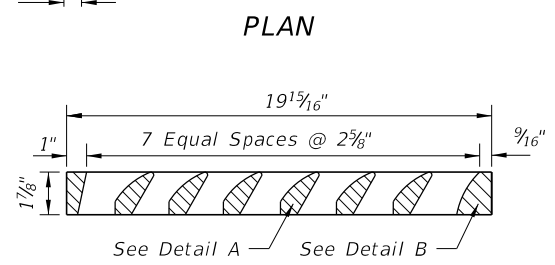 PLAN
19 15/16"
1"
7 Equal Spaces @ 2 5/8"
9/16"
1 7/8"
See Detail A
See Detail B